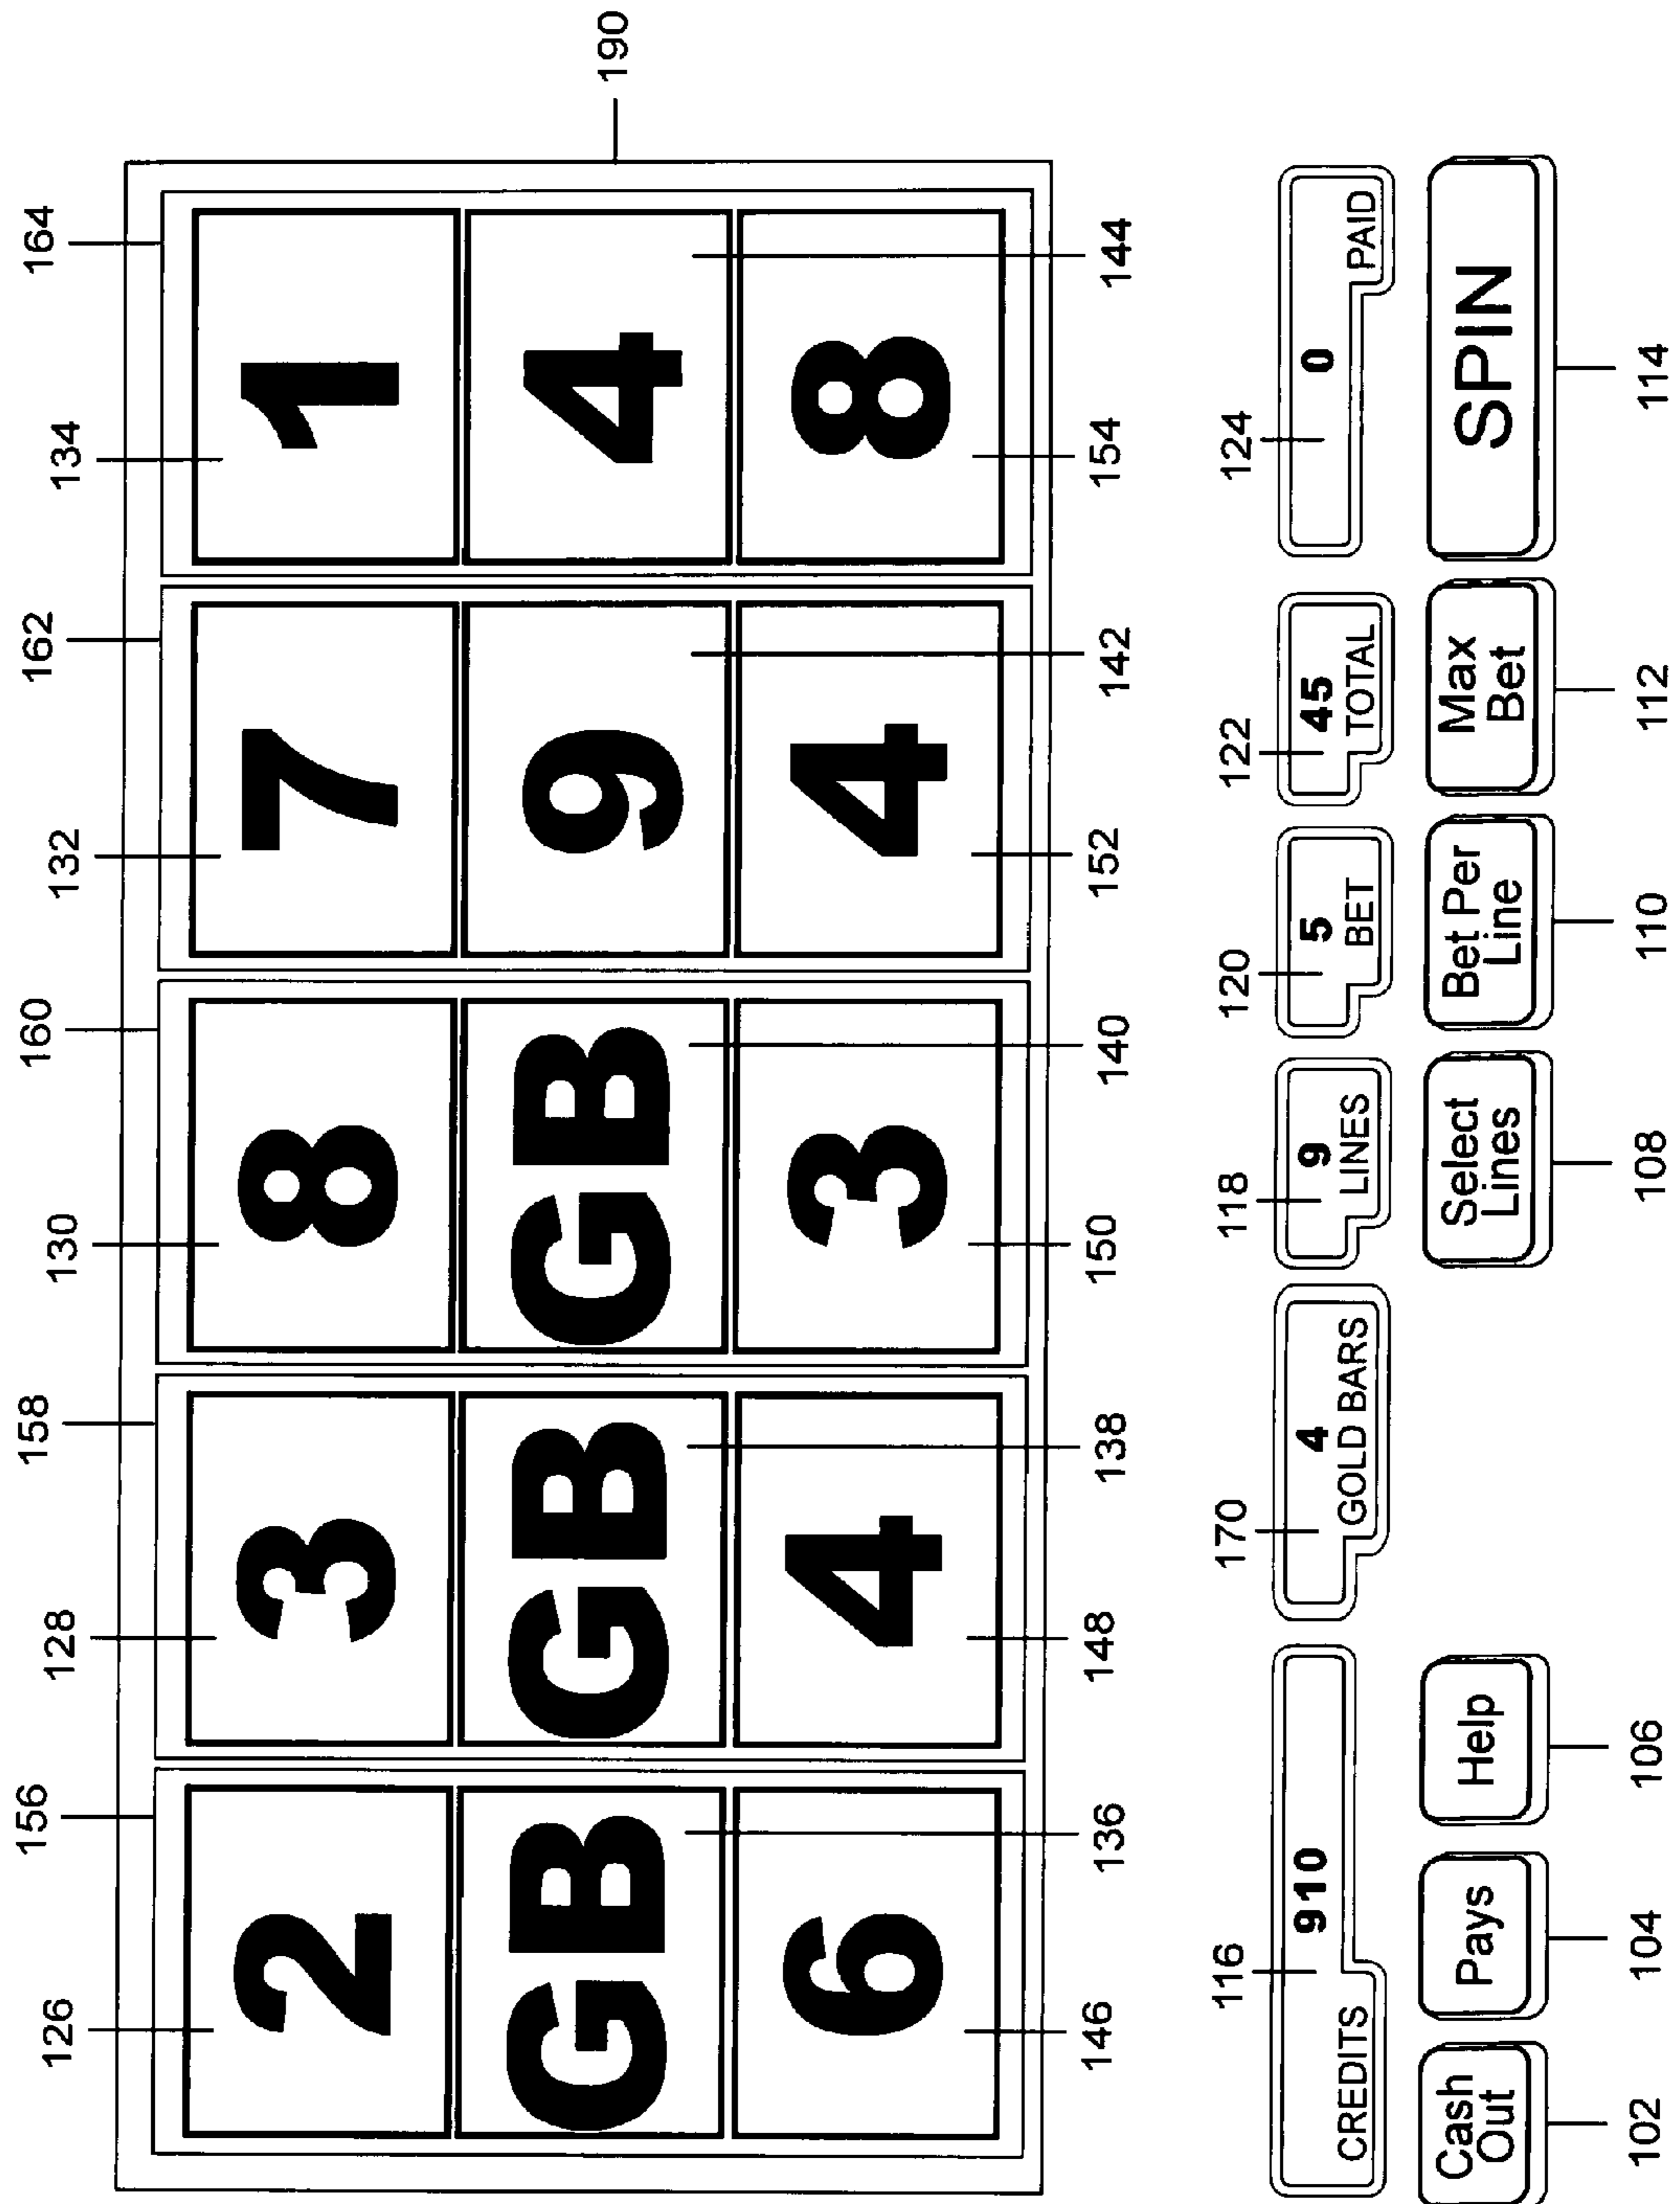 156 158 160 162 164
126 128 130 132 134
2 3 8 7 1
GB GB GB 9 4
6 4 3 4 8
190
146 148 150 152 154
136 138 140 142 144
116 170 118 120 122 124
910 4 9 5 45 0
CREDITS GOLD BARS LINES BET TOTAL PAID
Cash Out
Pays
Help
Select Lines
Bet Per Line
Max Bet
SPIN
102 104 106 108 110 112 114